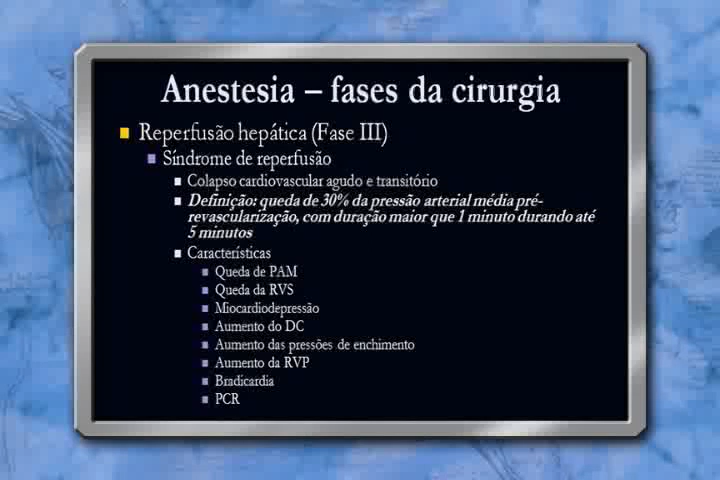 Anestesia – fases da cirurgia
Reperfusão hepática (Fase III)
Síndrome de reperfusão
Colapso cardiovascular agudo e transitório
Definição: queda de 30% da pressão arterial média pré-
revascularização, com duração maior que 1 minuto durando até
5 minutos
Características
Queda de PAM
Queda da RVS
Miocardiodepressão
Aumento do DC
Aumento das pressões de enchimento
Aumento da RVP
Bradicardia
PCR